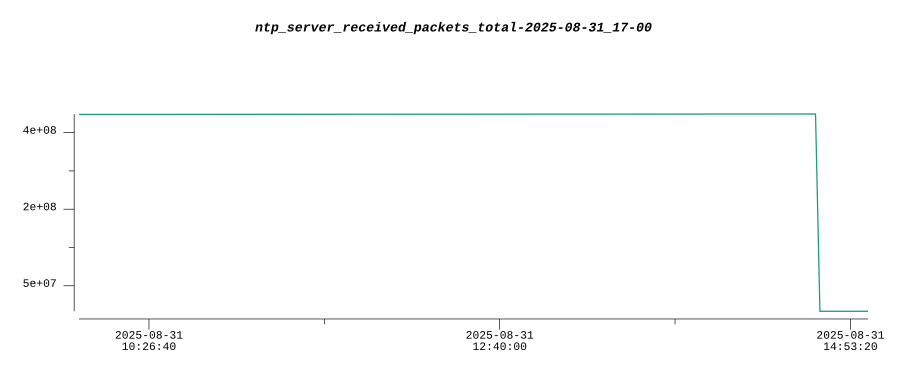 ntp_server_received_packets_total-2025-08-31_17-00
4e+08
2e+08
5e+07
2025-08-31
10:26:40
2025-08-31
12:40:00
2025-08-31
14:53:20